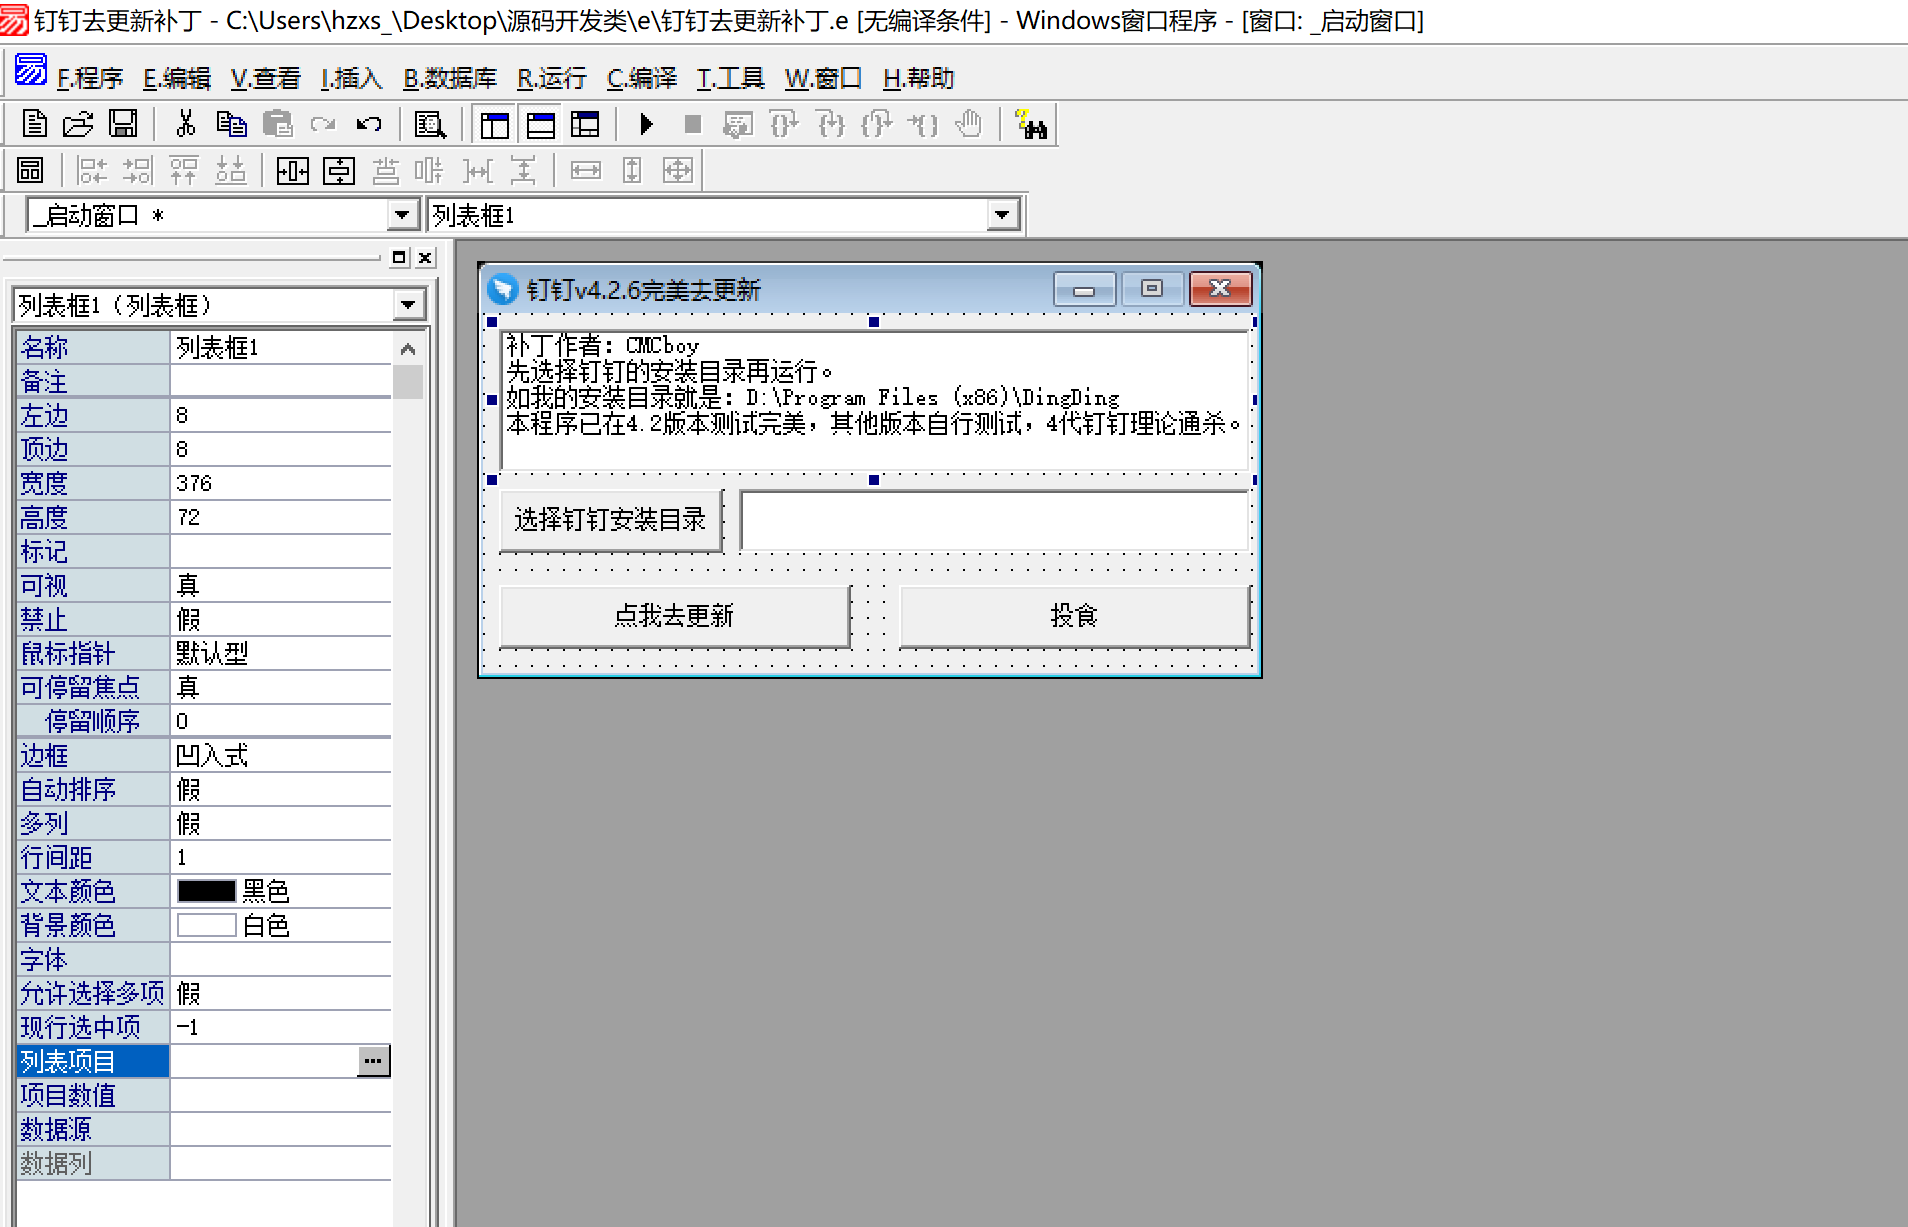 钉钉去更新补丁 - C:\Users\hzxs_\Desktop\源码开发类\e\钉钉去更新补丁.e [无编译条件] - Windows窗口程序 - [窗口: _启动窗口]
F.程序 E.编辑 V.查看 I.插入 B.数据库 R.运行 C.编译 T.工具 W.窗口 H.帮助
_启动窗口 *
列表框1
列表框1（列表框）
名称 列表框1
备注
左边 8
顶边 8
宽度 376
高度 72
标记
可视 真
禁止 假
鼠标指针 默认型
可停留焦点 真
停留顺序 0
边框 凹入式
自动排序 假
多列 假
行间距 1
文本颜色 黑色
背景颜色 白色
字体
允许选择多项 假
现行选中项 -1
列表项目 ...
项目数值
数据源
数据列
钉钉v4.2.6完美去更新
补丁作者：CMCboy
先选择钉钉的安装目录再运行。
如我的安装目录就是：D:\Program Files (x86)\DingDing
本程序已在4.2版本测试完美，其他版本自行测试，4代钉钉理论通杀。
选择钉钉安装目录
点我去更新
投食